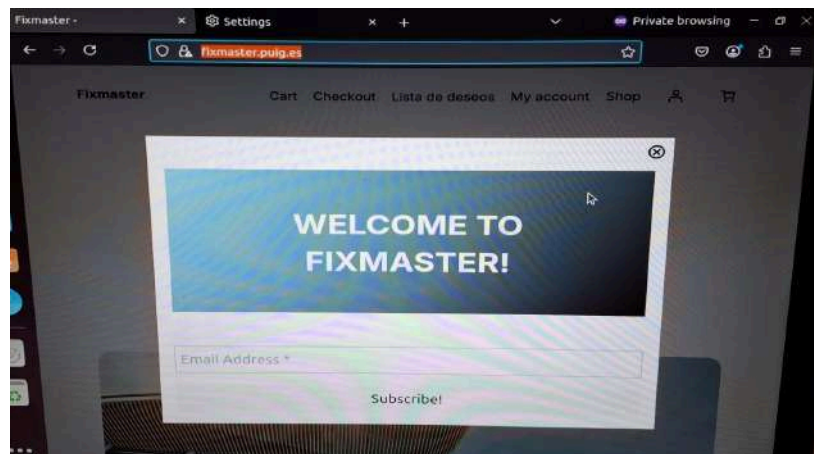 Fixmaster -
Settings
Private browsing
fixmaster.puig.es
Fixmaster
Cart Checkout Lista de deseos My account Shop
WELCOME TO
FIXMASTER!
Email Address *
Subscribe!